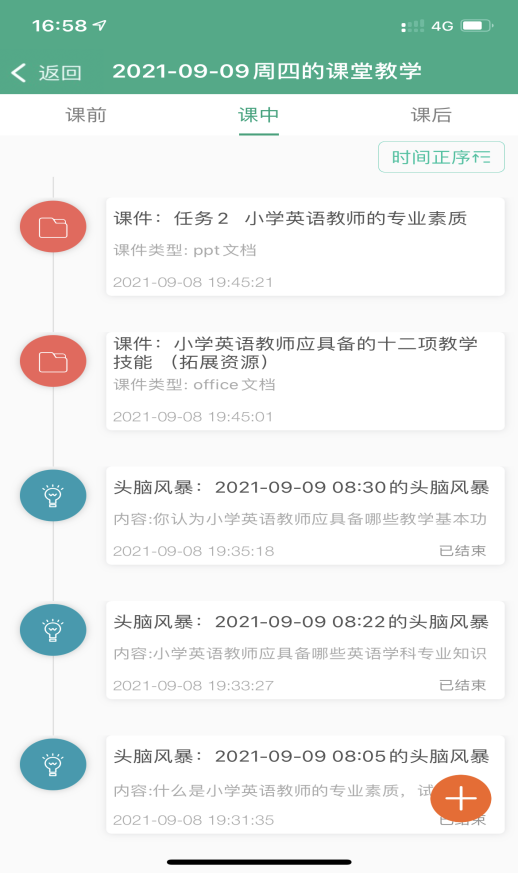 16:58
4G
返回
2021-09-09周四的课堂教学
课前
课中
课后
时间正序
课件：任务2 小学英语教师的专业素质
课件类型: ppt文档
2021-09-08 19:45:21
课件：小学英语教师应具备的十二项教学
技能 （拓展资源）
课件类型: office文档
2021-09-08 19:45:01
头脑风暴：2021-09-09 08:30的头脑风暴
内容:你认为小学英语教师应具备哪些教学基本功
2021-09-08 19:35:18
已结束
头脑风暴：2021-09-09 08:22的头脑风暴
内容:小学英语教师应具备哪些英语学科专业知识
2021-09-08 19:33:27
已结束
头脑风暴：2021-09-09 08:05的头脑风暴
内容:什么是小学英语教师的专业素质，试
2021-09-08 19:31:35
已结束